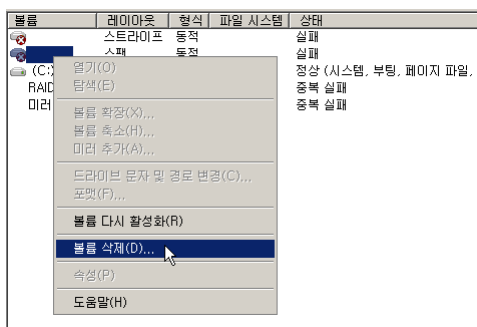 볼륨 레이아웃 형식 파일 시스템 상태
스트라이프 동적 실패
스팬 동적 실패
(C:) 정상 (시스템, 부팅, 페이지 파일,
RAID 중복 실패
미러 중복 실패
열기(O)
탐색(E)
볼륨 확장(X)...
볼륨 축소(H)...
미러 추가(A)...
드라이브 문자 및 경로 변경(C)...
포맷(F)...
볼륨 다시 활성화(R)
볼륨 삭제(D)...
속성(P)
도움말(H)